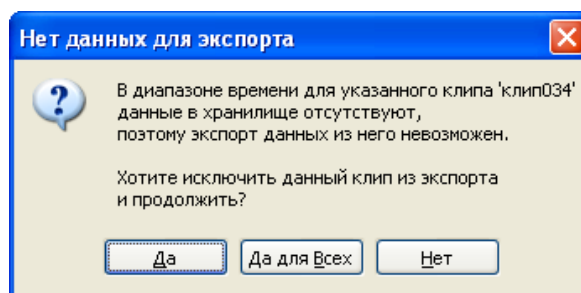 Нет данных для экспорта
В диапазоне времени для указанного клипа 'клип034'
данные в хранилище отсутствуют,
поэтому экспорт данных из него невозможен.
Хотите исключить данный клип из экспорта
и продолжить?
Да
Да для Всех
Нет